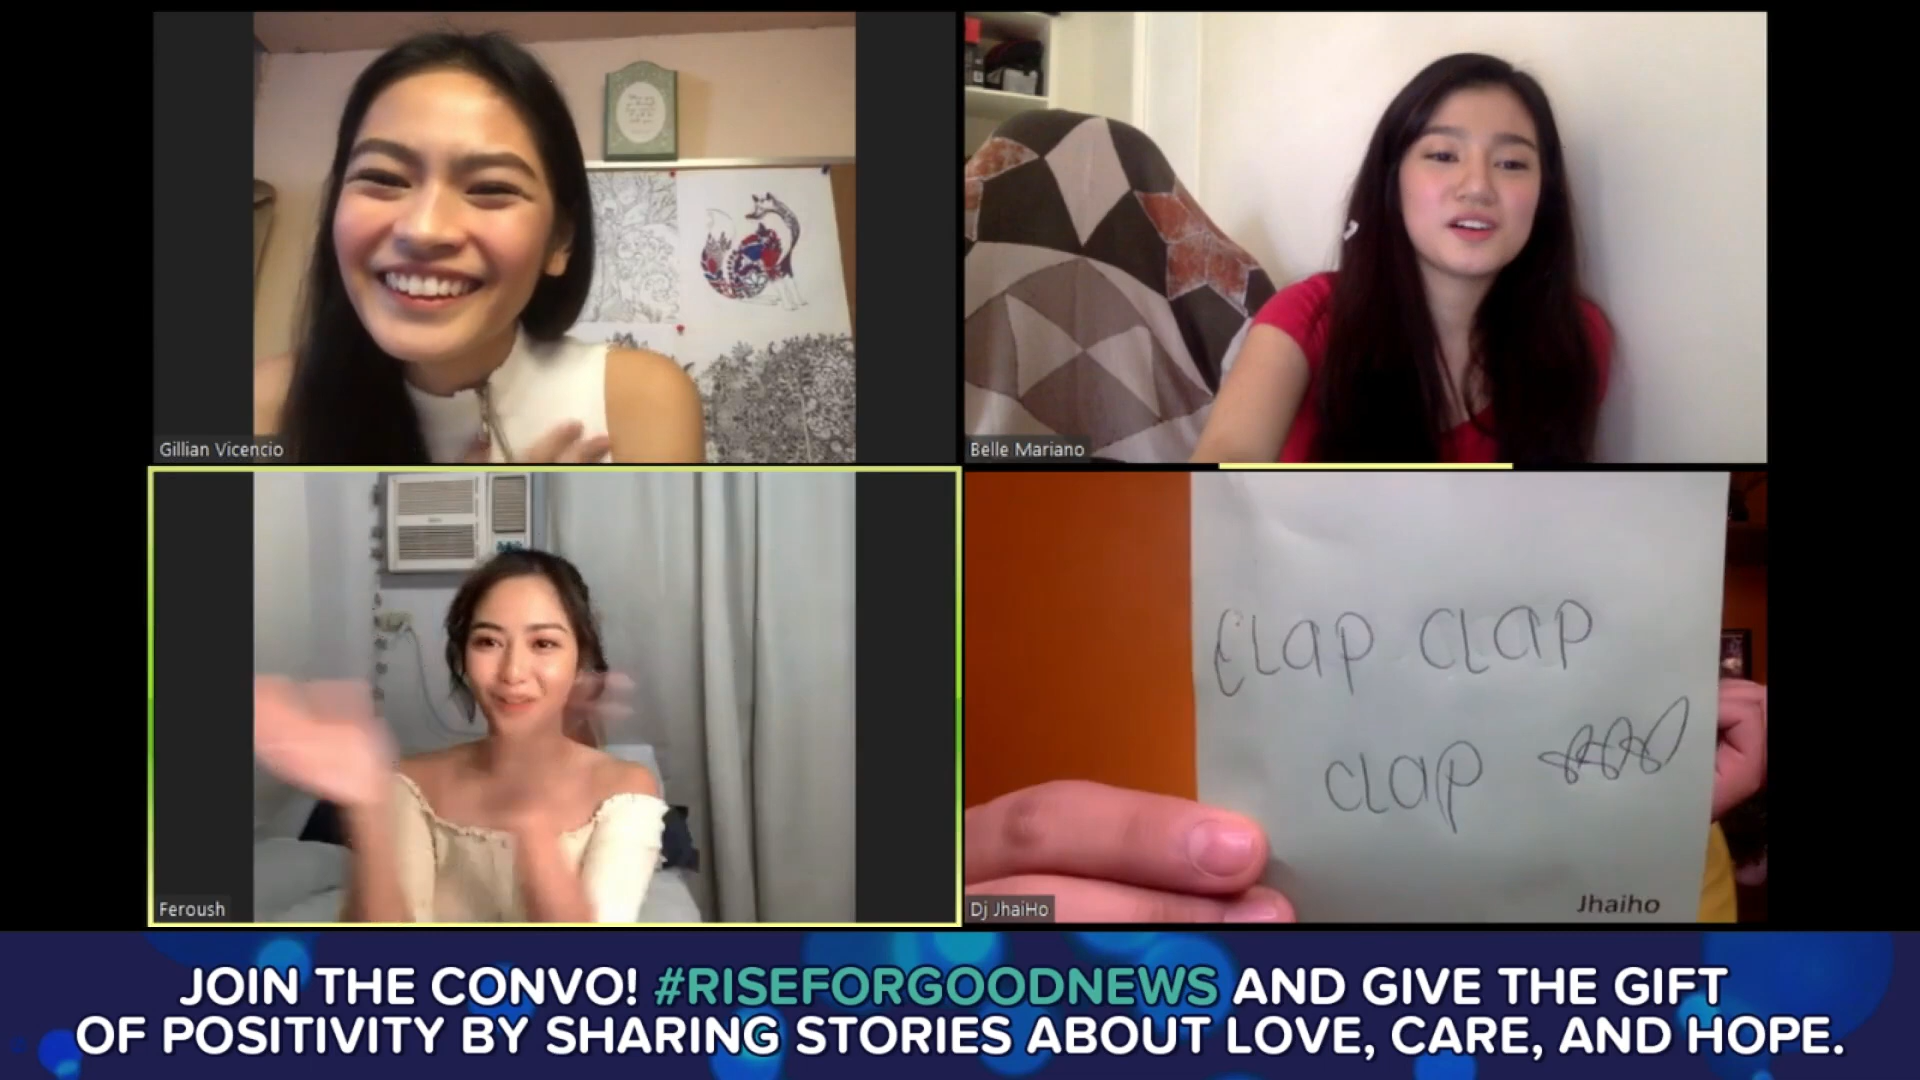 Gillian Vicencio
Belle Mariano
CLAP CLAP
CLAP
Jhaiho
Feroush
Dj JhaiHo
JOIN THE CONVO! #RISEFORGOODNEWS AND GIVE THE GIFT
OF POSITIVITY BY SHARING STORIES ABOUT LOVE, CARE, AND HOPE.